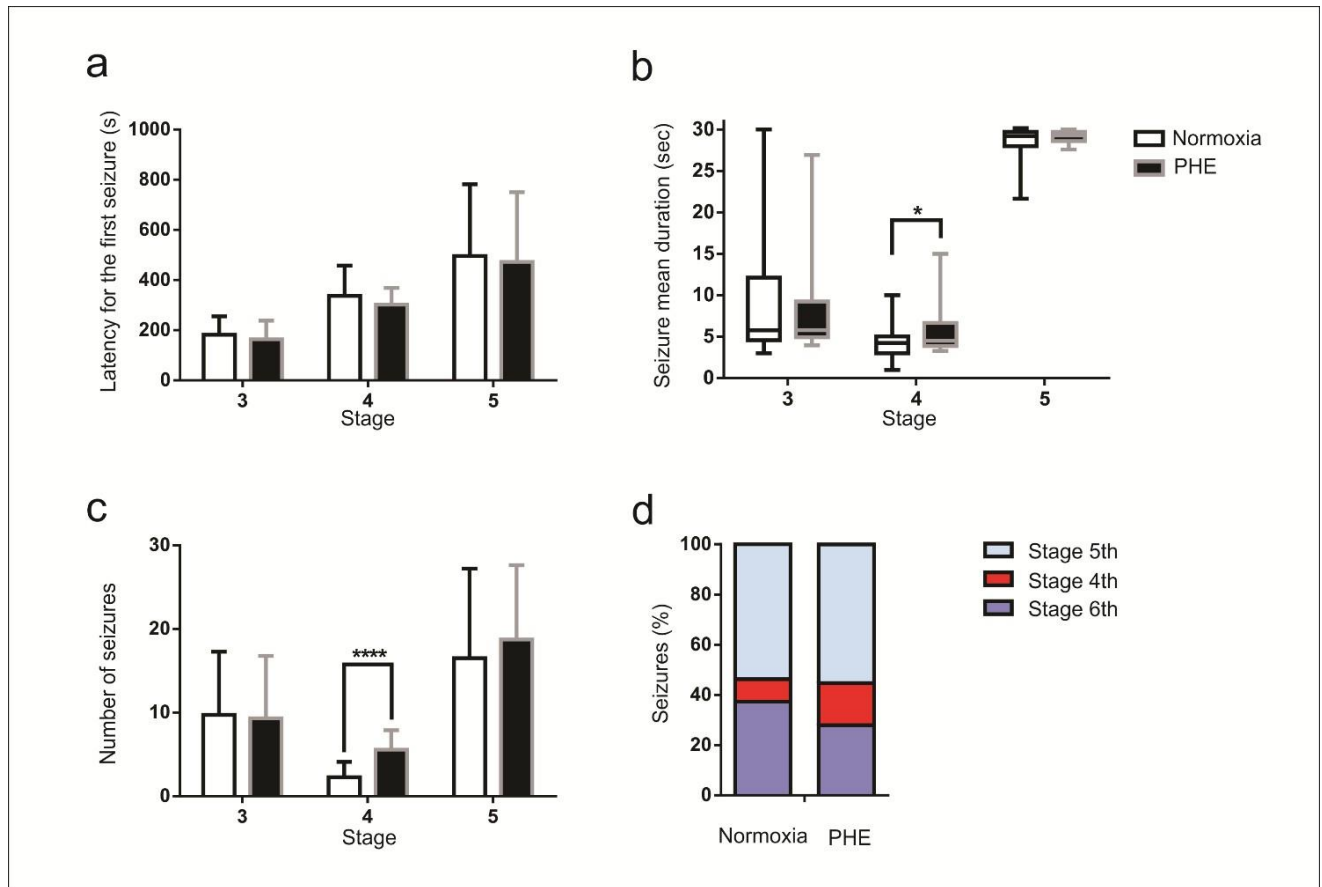 a
Latency for the first seizure (s)
1000
800
600
400
200
0
3 4 5
Stage
b
Seizure mean duration (sec)
30
25
20
15
10
5
0
*
3 4 5
Stage
Normoxia
PHE
c
Number of seizures
30
20
10
0
****
3 4 5
Stage
d
Seizures (%)
100
80
60
40
20
0
Normoxia PHE
Stage 5th
Stage 4th
Stage 6th